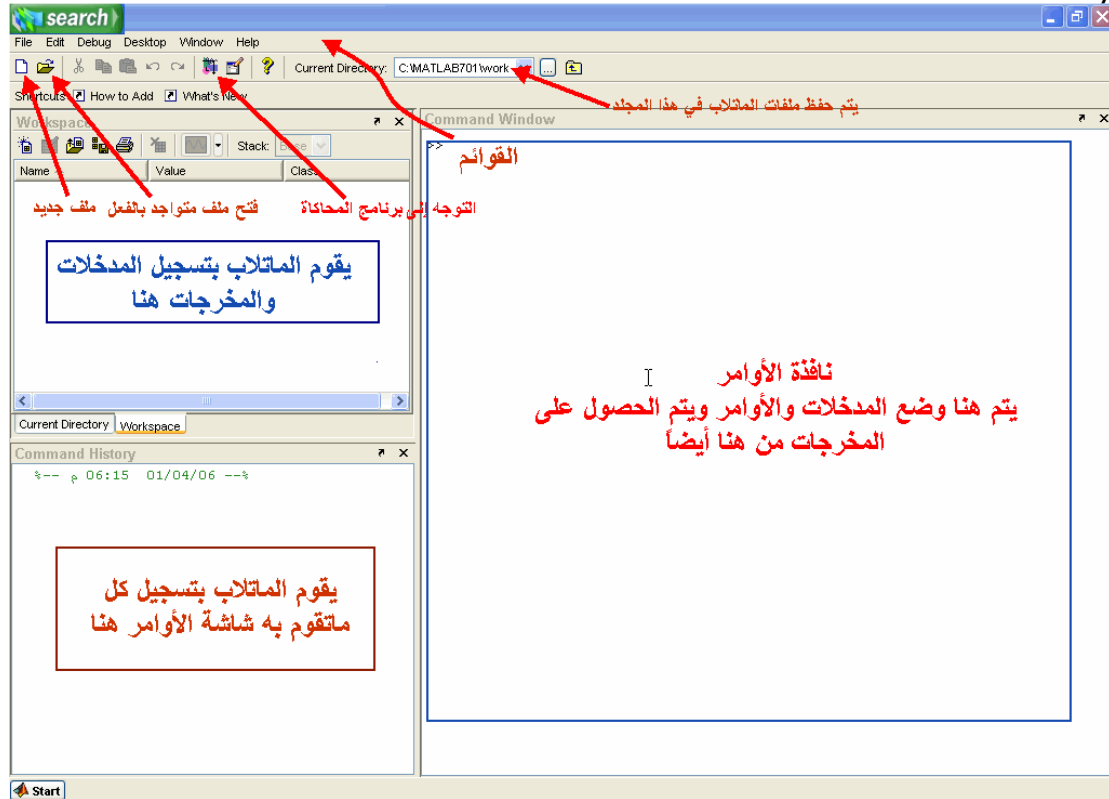 search
File Edit Debug Desktop Window Help
Current Directory: C:\MATLAB701\work
Shortcuts How to Add What's New
يتم حفظ ملفات الماتلاب في هذا المجلد
Workspace
Stack: Base
Name Value Class
ملف جديد
فتح ملف متواجد بالفعل
التوجه إلى برنامج المحاكاة
يقوم الماتلاب بتسجيل المدخلات
والمخرجات هنا
Current Directory Workspace
Command History
%-- م 06:15 01/04/06 --%
يقوم الماتلاب بتسجيل كل
ماتقوم به شاشة الأوامر هنا
Command Window
>>
القوائم
نافذة الأوامر
يتم هنا وضع المدخلات والأوامر ويتم الحصول على
المخرجات من هنا أيضاً
Start